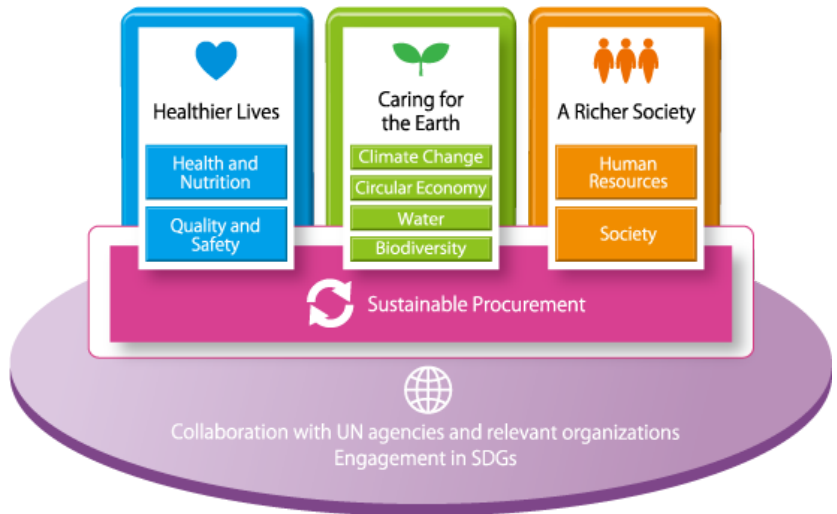 Healthier Lives
Health and
Nutrition
Quality and
Safety
Caring for
the Earth
Climate Change
Circular Economy
Water
Biodiversity
A Richer Society
Human
Resources
Society
Sustainable Procurement
Collaboration with UN agencies and relevant organizations
Engagement in SDGs